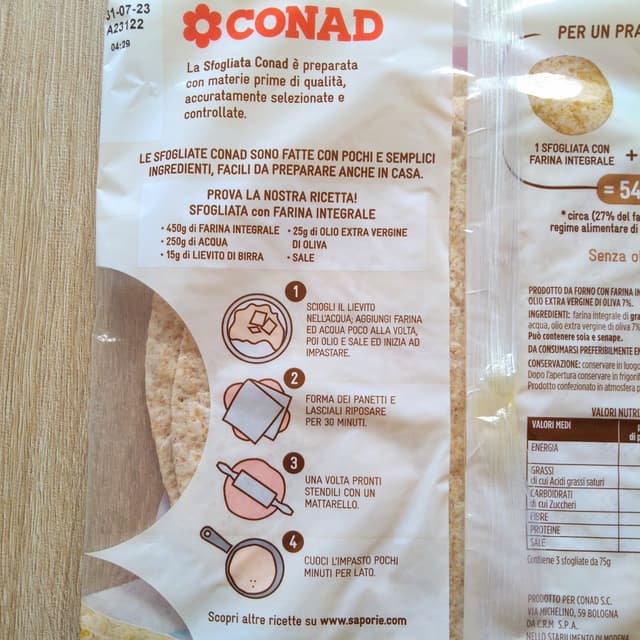 31-07-23
A23122
04:29
CONAD
La Sfogliata Conad è preparata
con materie prime di qualità,
accuratamente selezionate e
controllate.
LE SFOGLIATE CONAD SONO FATTE CON POCHI E SEMPLICI
INGREDIENTI, FACILI DA PREPARARE ANCHE IN CASA.
PROVA LA NOSTRA RICETTA!
SFOGLIATA con FARINA INTEGRALE
• 450g di FARINA INTEGRALE
• 250g di ACQUA
• 15g di LIEVITO DI BIRRA
• 25g di OLIO EXTRA VERGINE
DI OLIVA
• SALE
1
SCIOGLI IL LIEVITO
NELL'ACQUA; AGGIUNGI FARINA
ED ACQUA POCO ALLA VOLTA,
POI OLIO E SALE ED INIZIA AD
IMPASTARE.
2
FORMA DEI PANETTI E
LASCIALI RIPOSARE
PER 30 MINUTI.
3
UNA VOLTA PRONTI
STENDILI CON UN
MATTARELLO.
4
CUOCI L'IMPASTO POCHI
MINUTI PER LATO.
Scopri altre ricette su www.saporie.com
PER UN
1 SFOGLIATA CON
FARINA INTEGRALE
+
= 54
* circa (27% del
regime alimentare di
Senza
PRODOTTO DA FORNO CON FARINA
OLIO EXTRA VERGINE DI OLIVA 7%.
INGREDIENTI: farina integrale di
acqua, olio extra vergine di oliva
Può contenere soia e senape.
DA CONSUMARSI PREFERIBILMENTE
CONSERVAZIONE: conservare in
Dopo l'apertura conservare in
Prodotto confezionato in atmosfera
VALORI
VALORI MEDI
ENERGIA
GRASSI
di cui Acidi grassi saturi
CARBOIDRATI
di cui Zuccheri
FIBRE
PROTEINE
SALE
Contiene 3 sfogliate da 75g
PRODOTTO PER CONAD S.C.
VIA MICHELINO, 59 BOLOGNA
DA C.R.M. S.P.A.
NELLO STABILIMENTO DI